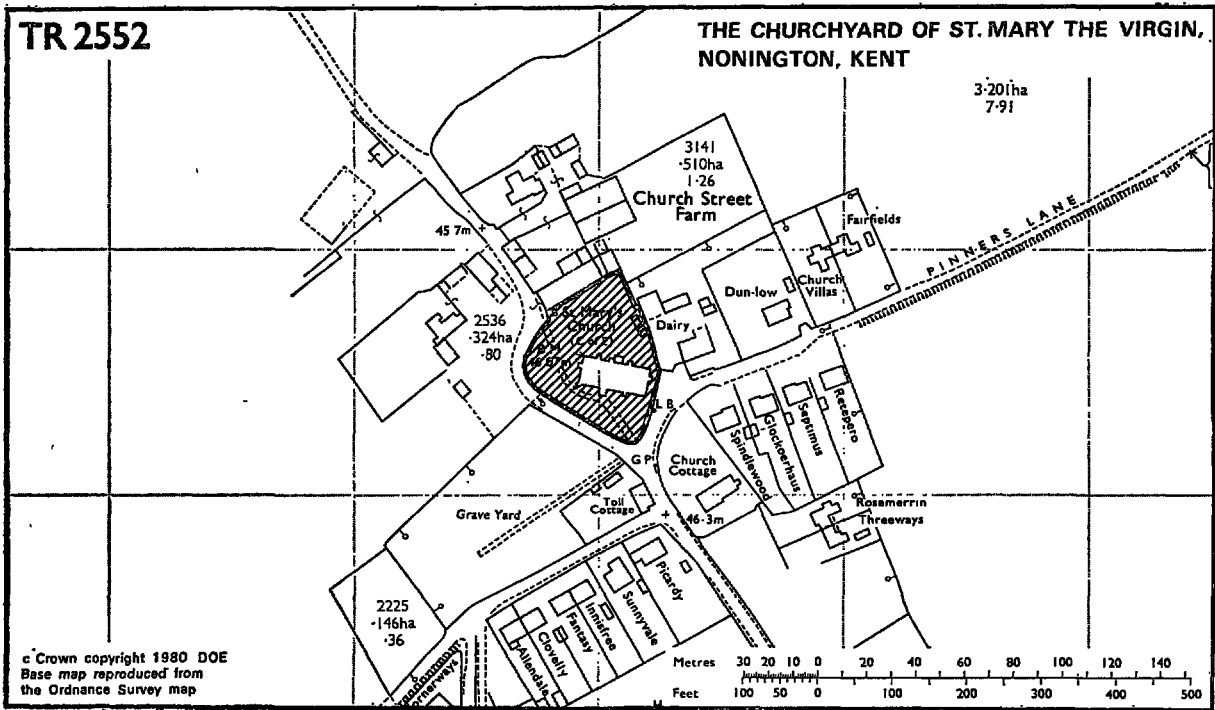 TR 2552
THE CHURCHYARD OF ST. MARY THE VIRGIN,
NONINGTON, KENT
3·201ha
7·91
3141
·510ha
1·26
Church Street
Farm
Fairfields
PINNERS LANE
45 7m
Church
Villas
Dun-low
Dairy
St Mary's
Church
(C of E)
B M
2536
·324ha
·80
L B
Retepero
Septimus
Glockoerhaus
Spindlewood
G P
Church
Cottage
Toll
Cottage
Grave Yard
46·3m
Rosemerrin
Threeways
Picardy
Sunnyvale
Innisfree
Fantasy
Clovelly
Allendale
2225
·146ha
·36
c Crown copyright 1980 DOE
Base map reproduced from
the Ordnance Survey map
Metres 30 20 10 0 20 40 60 80 100 120 140
Feet 100 50 0 100 200 300 400 500